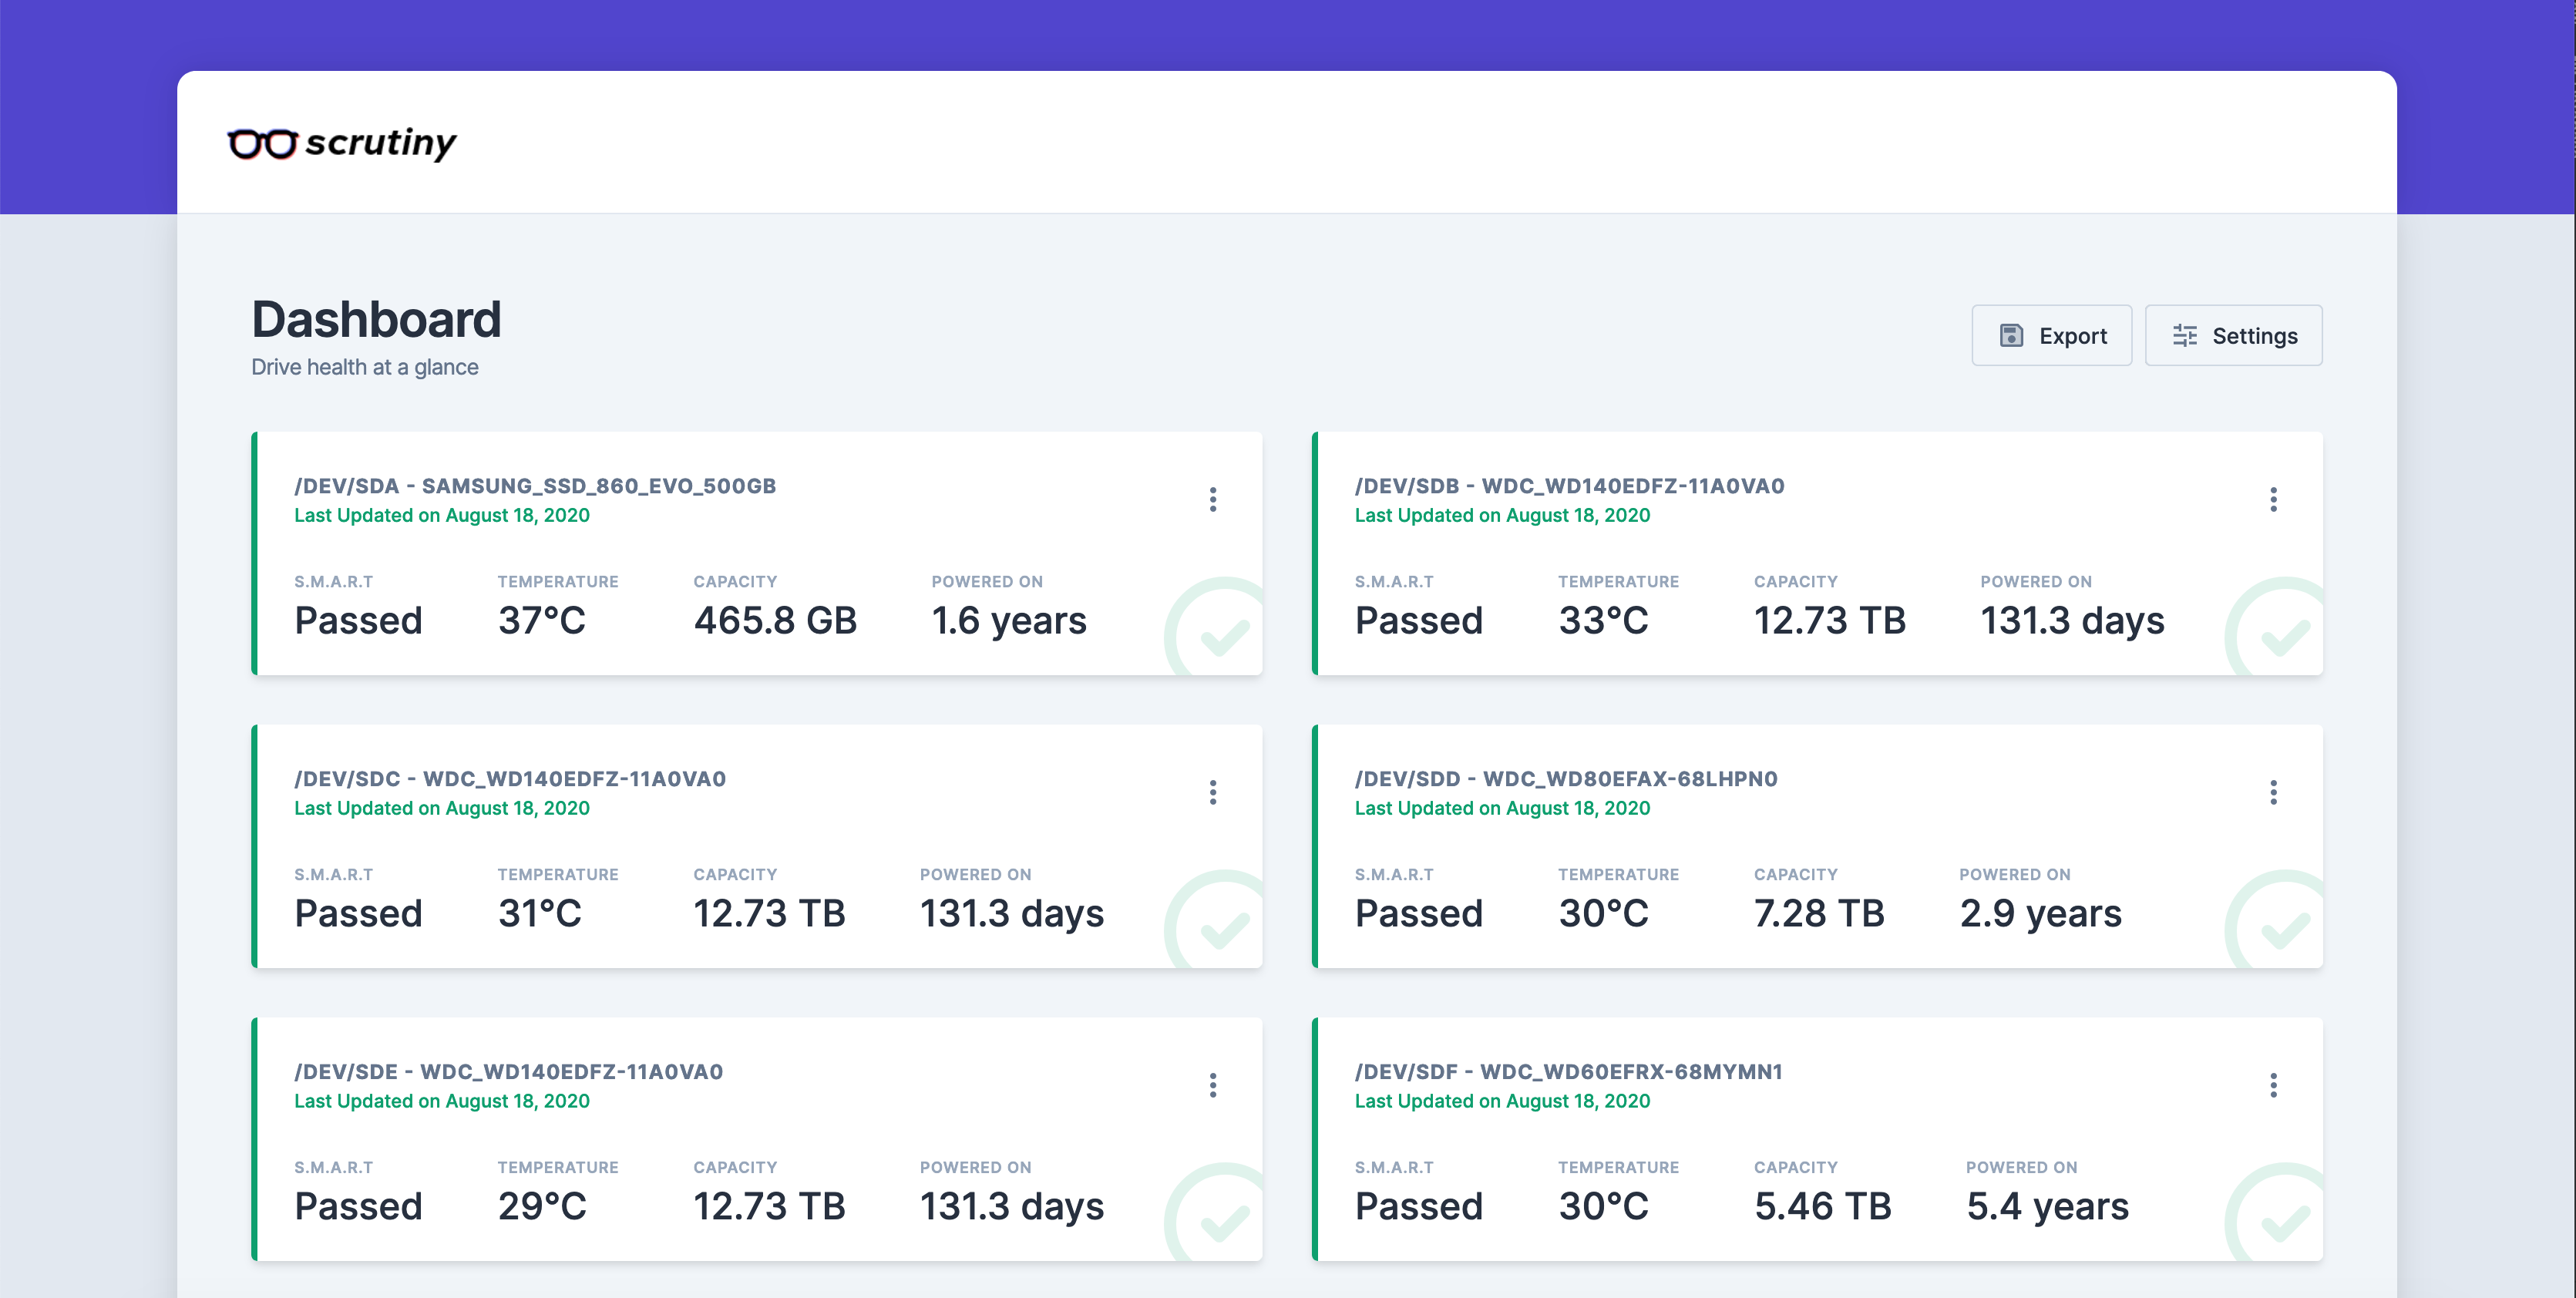 scrutiny
Dashboard
Drive health at a glance
Export
Settings
/DEV/SDA - SAMSUNG_SSD_860_EVO_500GB
Last Updated on August 18, 2020
S.M.A.R.T TEMPERATURE CAPACITY POWERED ON
Passed 37°C 465.8 GB 1.6 years
/DEV/SDB - WDC_WD140EDFZ-11A0VA0
Last Updated on August 18, 2020
S.M.A.R.T TEMPERATURE CAPACITY POWERED ON
Passed 33°C 12.73 TB 131.3 days
/DEV/SDC - WDC_WD140EDFZ-11A0VA0
Last Updated on August 18, 2020
S.M.A.R.T TEMPERATURE CAPACITY POWERED ON
Passed 31°C 12.73 TB 131.3 days
/DEV/SDD - WDC_WD80EFAX-68LHPN0
Last Updated on August 18, 2020
S.M.A.R.T TEMPERATURE CAPACITY POWERED ON
Passed 30°C 7.28 TB 2.9 years
/DEV/SDE - WDC_WD140EDFZ-11A0VA0
Last Updated on August 18, 2020
S.M.A.R.T TEMPERATURE CAPACITY POWERED ON
Passed 29°C 12.73 TB 131.3 days
/DEV/SDF - WDC_WD60EFRX-68MYMN1
Last Updated on August 18, 2020
S.M.A.R.T TEMPERATURE CAPACITY POWERED ON
Passed 30°C 5.46 TB 5.4 years